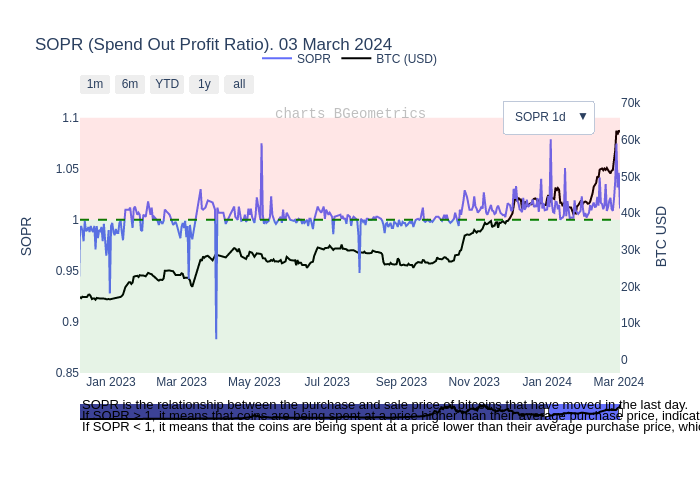 SOPR (Spend Out Profit Ratio). 03 March 2024
SOPR BTC (USD)
1m 6m YTD 1y all
charts BGeometrics
SOPR 1d ▼
1.1
1.05
1
0.95
0.9
0.85
SOPR
70k
60k
50k
40k
30k
20k
10k
0
BTC USD
Jan 2023 Mar 2023 May 2023 Jul 2023 Sep 2023 Nov 2023 Jan 2024 Mar 2024
SOPR is the relationship between the purchase and sale price of bitcoins that have moved in the last day.
If SOPR > 1, it means that coins are being spent at a price higher than their average purchase price, indicat
If SOPR < 1, it means that the coins are being spent at a price lower than their average purchase price, whic